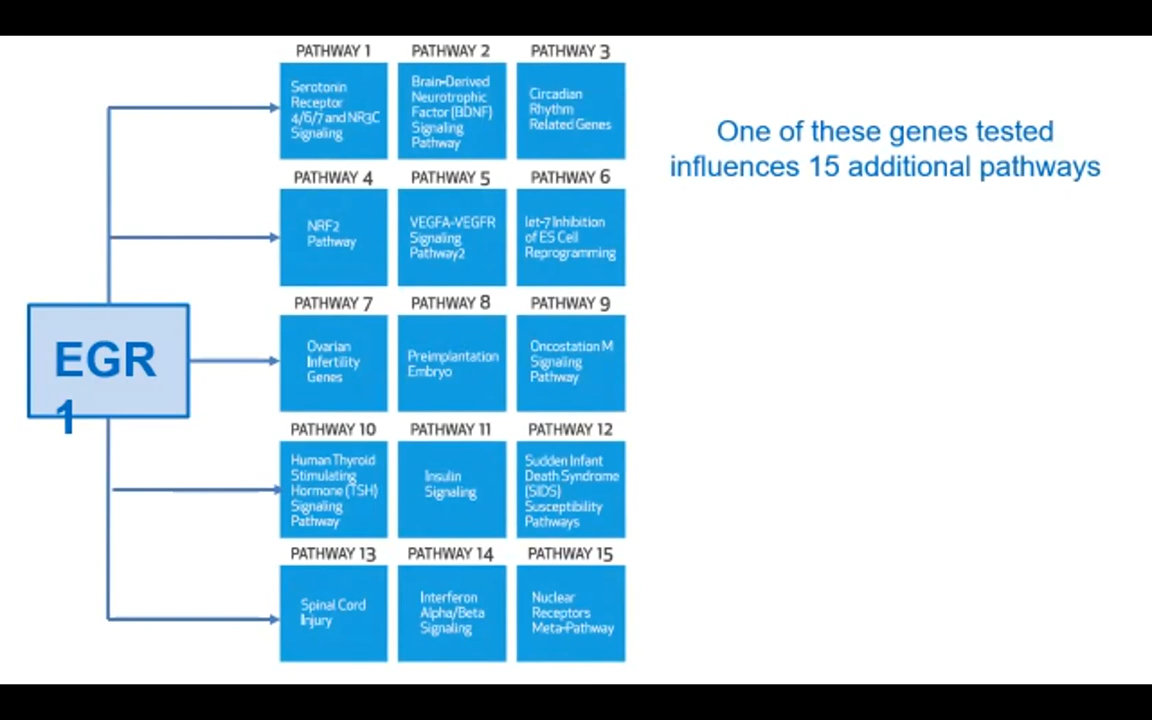 PATHWAY 1
Serotonin
Receptor
4/6/7 and NR3C
Signaling
PATHWAY 2
Brain-Derived
Neurotrophic
Factor (BDNF)
Signaling
Pathway
PATHWAY 3
Circadian
Rhythm
Related Genes
One of these genes tested
influences 15 additional pathways
PATHWAY 4
NRF2
Pathway
PATHWAY 5
VEGFA-VEGFR
Signaling
Pathway2
PATHWAY 6
let-7 Inhibition
of ES Cell
Reprogramming
EGR
1
PATHWAY 7
Ovarian
Infertility
Genes
PATHWAY 8
Preimplantation
Embryo
PATHWAY 9
Oncostation M
Signaling
Pathway
PATHWAY 10
Human Thyroid
Stimulating
Hormone (TSH)
Signaling
Pathway
PATHWAY 11
Insulin
Signaling
PATHWAY 12
Sudden Infant
Death Syndrome
(SIDS)
Susceptibility
Pathways
PATHWAY 13
Spinal Cord
Injury
PATHWAY 14
Interferon
Alpha/Beta
Signaling
PATHWAY 15
Nuclear
Receptors
Meta-Pathway